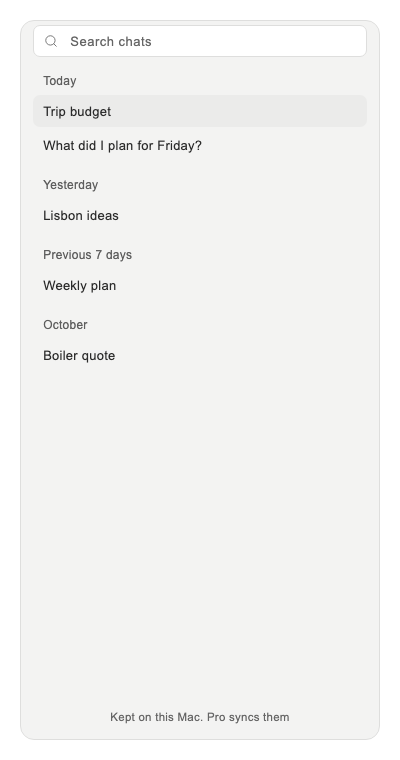 Search chats
Today
Trip budget
What did I plan for Friday?
Yesterday
Lisbon ideas
Previous 7 days
Weekly plan
October
Boiler quote
Kept on this Mac. Pro syncs them